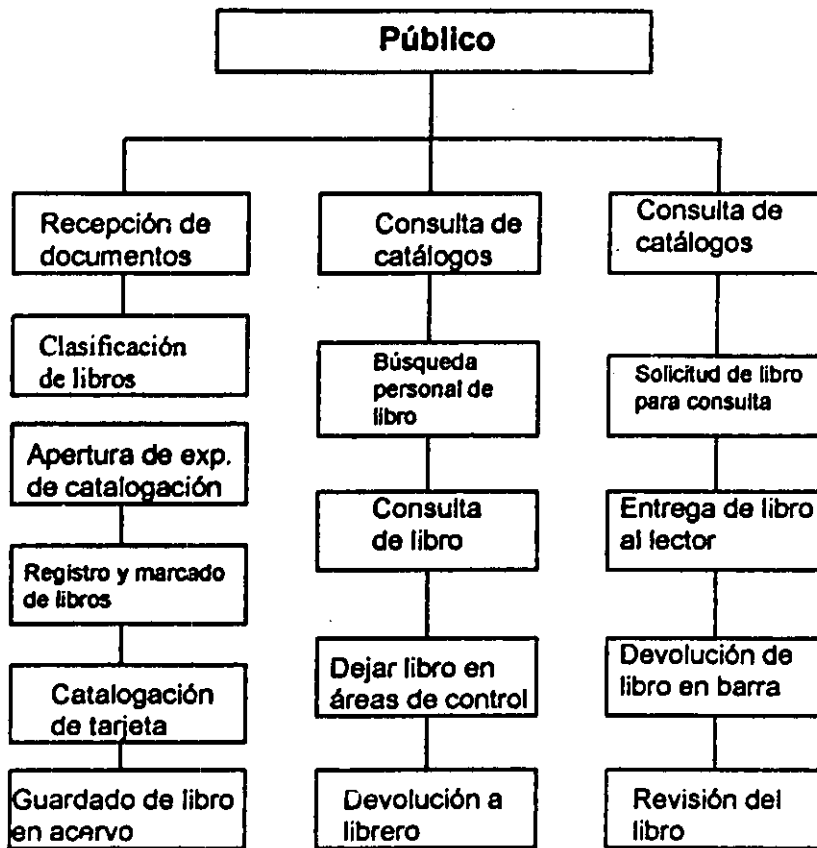 Público
Recepción de
documentos
Clasificación
de libros
Apertura de exp.
de catalogación
Registro y marcado
de libros
Catalogación
de tarjeta
Guardado de libro
en acervo
Consulta de
catálogos
Búsqueda
personal de
libro
Consulta
de libro
Dejar libro en
áreas de control
Devolución a
librero
Consulta de
catálogos
Solicitud de libro
para consulta
Entrega de libro
al lector
Devolución de
libro en barra
Revisión del
libro